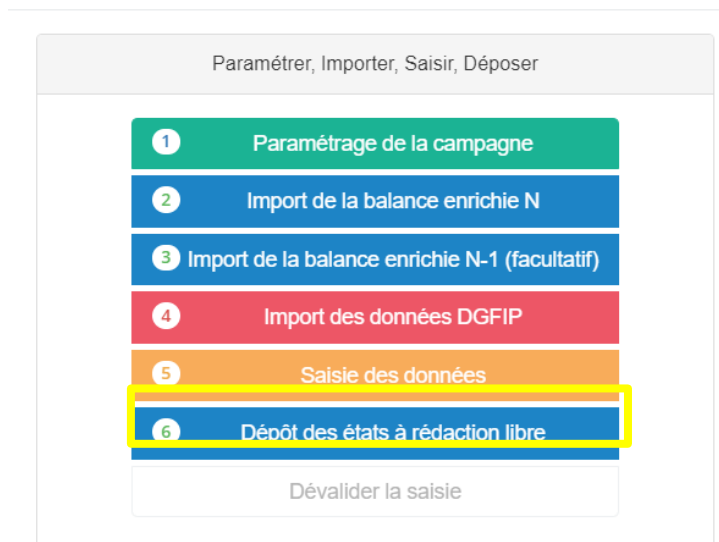 Paramétrer, Importer, Saisir, Déposer
1 Paramétrage de la campagne
2 Import de la balance enrichie N
3 Import de la balance enrichie N-1 (facultatif)
4 Import des données DGFIP
5 Saisie des données
6 Dépôt des états à rédaction libre
Dévalider la saisie